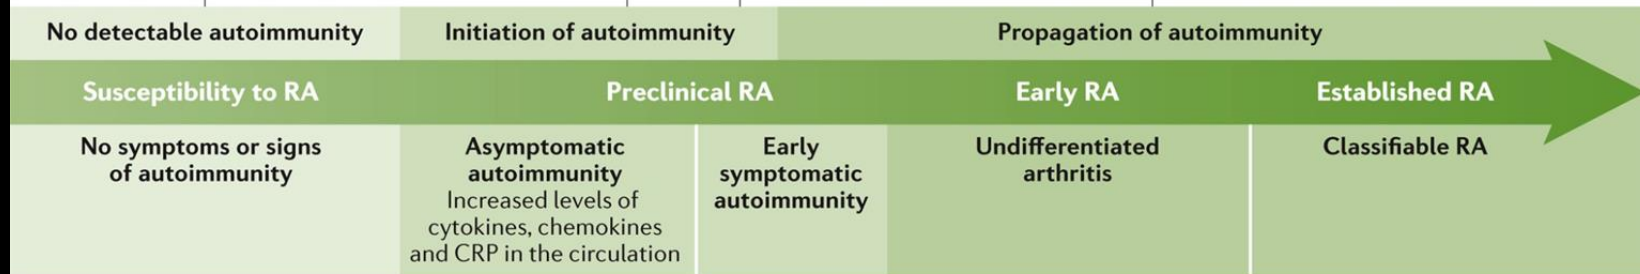 No detectable autoimmunity
Initiation of autoimmunity
Propagation of autoimmunity
Susceptibility to RA
Preclinical RA
Early RA
Established RA
No symptoms or signs
of autoimmunity
Asymptomatic
autoimmunity
Increased levels of
cytokines, chemokines
and CRP in the circulation
Early
symptomatic
autoimmunity
Undifferentiated
arthritis
Classifiable RA